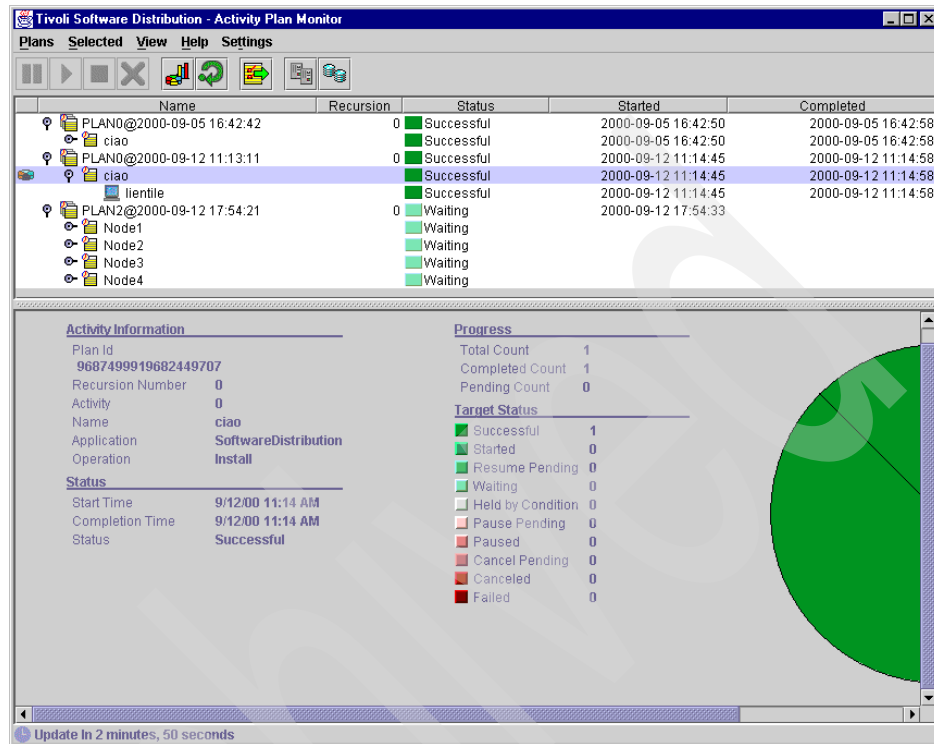 Tivoli Software Distribution - Activity Plan Monitor
Plans Selected View Help Settings
Name Recursion Status Started Completed
PLAN0@2000-09-05 16:42:42 0 Successful 2000-09-05 16:42:50 2000-09-05 16:42:58
ciao Successful 2000-09-05 16:42:50 2000-09-05 16:42:58
PLAN0@2000-09-12 11:13:11 0 Successful 2000-09-12 11:14:45 2000-09-12 11:14:58
ciao Successful 2000-09-12 11:14:45 2000-09-12 11:14:58
lientile Successful 2000-09-12 11:14:45 2000-09-12 11:14:58
PLAN2@2000-09-12 17:54:21 0 Waiting 2000-09-12 17:54:33
Node1 Waiting
Node2 Waiting
Node3 Waiting
Node4 Waiting
Activity Information
Plan Id
9687499919682449707
Recursion Number 0
Activity 0
Name ciao
Application SoftwareDistribution
Operation Install
Status
Start Time 9/12/00 11:14 AM
Completion Time 9/12/00 11:14 AM
Status Successful
Progress
Total Count 1
Completed Count 1
Pending Count 0
Target Status
Successful 1
Started 0
Resume Pending 0
Waiting 0
Held by Condition 0
Pause Pending 0
Paused 0
Cancel Pending 0
Canceled 0
Failed 0
Update In 2 minutes, 50 seconds